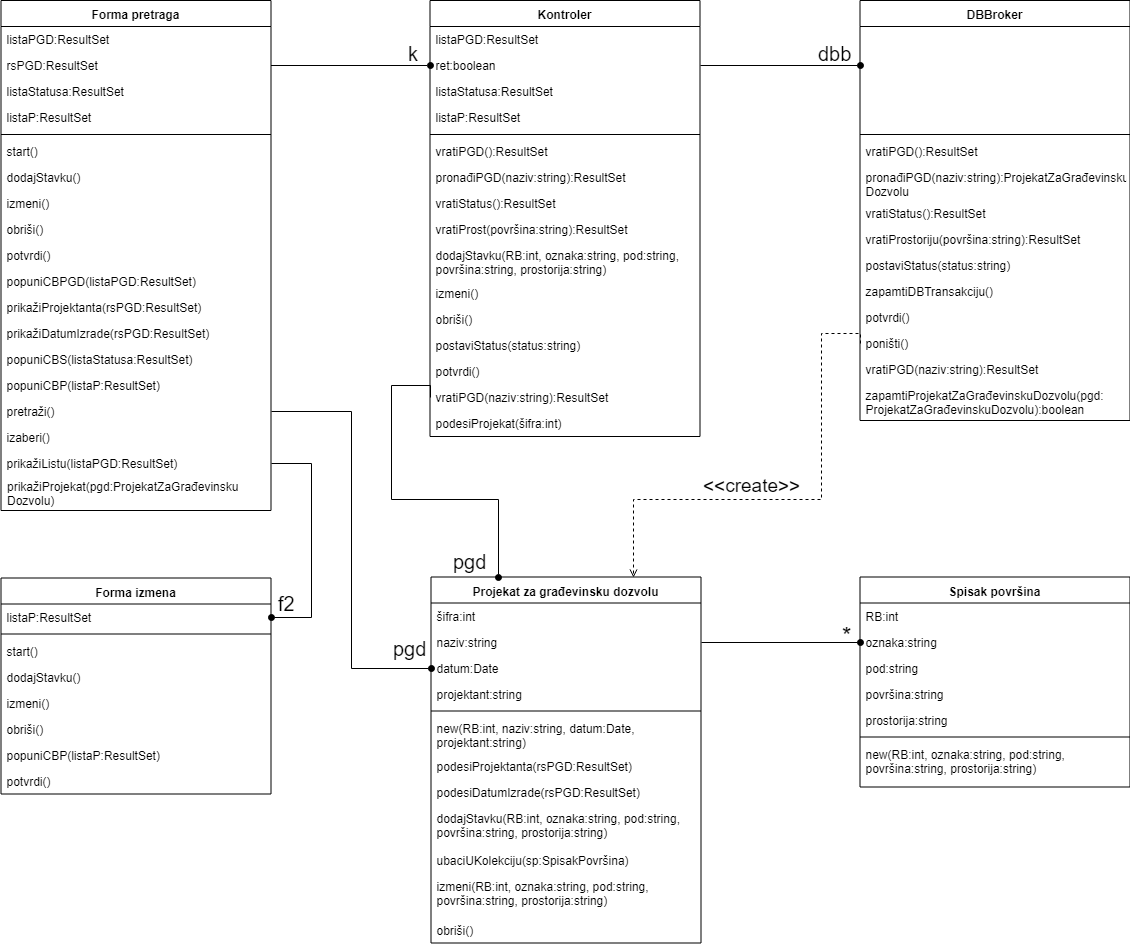 Forma pretraga
listaPGD:ResultSet
rsPGD:ResultSet
listaStatusa:ResultSet
listaP:ResultSet
start()
dodajStavku()
izmeni()
obriši()
potvrdi()
popuniCBPGD(listaPGD:ResultSet)
prikažiProjektanta(rsPGD:ResultSet)
prikažiDatumIzrade(rsPGD:ResultSet)
popuniCBS(listaStatusa:ResultSet)
popuniCBP(listaP:ResultSet)
pretraži()
izaberi()
prikažiListu(listaPGD:ResultSet)
prikažiProjekat(pgd:ProjekatZaGrađevinsku
Dozvolu)
k
Kontroler
listaPGD:ResultSet
ret:boolean
listaStatusa:ResultSet
listaP:ResultSet
vratiPGD():ResultSet
pronađiPGD(naziv:string):ResultSet
vratiStatus():ResultSet
vratiProst(površina:string):ResultSet
dodajStavku(RB:int, oznaka:string, pod:string,
površina:string, prostorija:string)
izmeni()
obriši()
postaviStatus(status:string)
potvrdi()
vratiPGD(naziv:string):ResultSet
podesiProjekat(šifra:int)
dbb
DBBroker
vratiPGD():ResultSet
pronađiPGD(naziv:string):ProjekatZaGrađevinsku
Dozvolu
vratiStatus():ResultSet
vratiProstoriju(površina:string):ResultSet
postaviStatus(status:string)
zapamtiDBTransakciju()
potvrdi()
poništi()
vratiPGD(naziv:string):ResultSet
zapamtiProjekatZaGrađevinskuDozvolu(pgd:
ProjekatZaGrađevinskuDozvolu):boolean
<<create>>
Forma izmena
listaP:ResultSet
start()
dodajStavku()
izmeni()
obriši()
popuniCBP(listaP:ResultSet)
potvrdi()
f2
pgd
pgd
Projekat za građevinsku dozvolu
šifra:int
naziv:string
datum:Date
projektant:string
new(RB:int, naziv:string, datum:Date,
projektant:string)
podesiProjektanta(rsPGD:ResultSet)
podesiDatumIzrade(rsPGD:ResultSet)
dodajStavku(RB:int, oznaka:string, pod:string,
površina:string, prostorija:string)
ubaciUKolekciju(sp:SpisakPovršina)
izmeni(RB:int, oznaka:string, pod:string,
površina:string, prostorija:string)
obriši()
*
Spisak površina
RB:int
oznaka:string
pod:string
površina:string
prostorija:string
new(RB:int, oznaka:string, pod:string,
površina:string, prostorija:string)